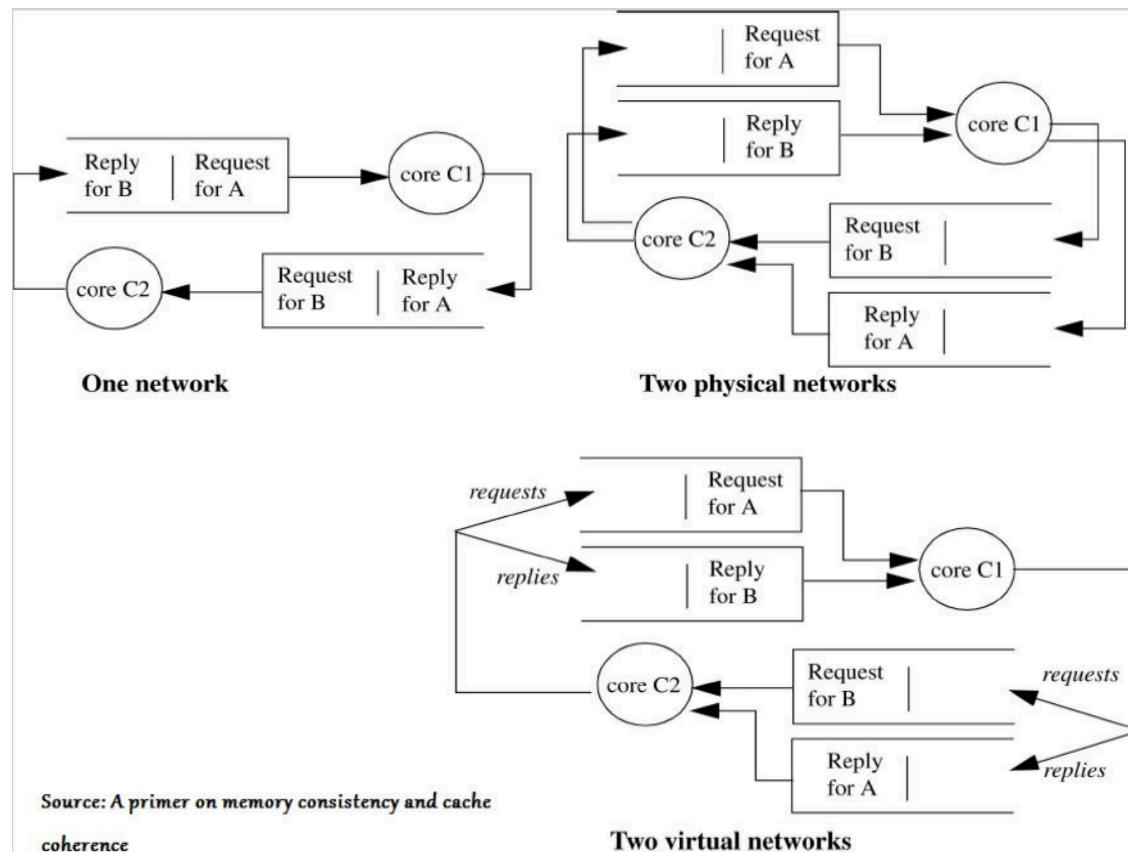 Reply
for B
Request
for A
core C1
core C2
Request
for B
Reply
for A
One network
Request
for A
Reply
for B
core C1
core C2
Request
for B
Reply
for A
Two physical networks
requests
replies
Request
for A
Reply
for B
core C1
core C2
Request
for B
Reply
for A
requests
replies
Two virtual networks
Source: A primer on memory consistency and cache
coherence